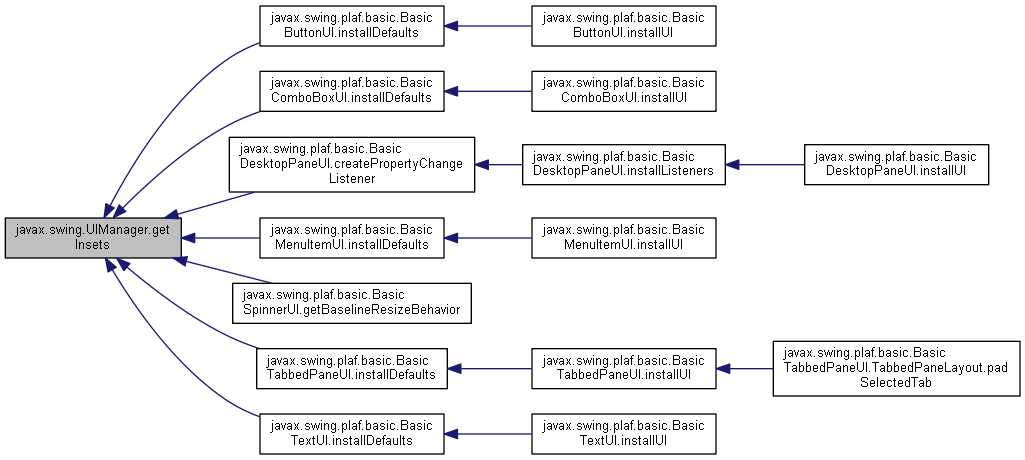 javax.swing.plaf.basic.Basic
ButtonUI.installDefaults
javax.swing.plaf.basic.Basic
ButtonUI.installUI
javax.swing.plaf.basic.Basic
ComboBoxUI.installDefaults
javax.swing.plaf.basic.Basic
ComboBoxUI.installUI
javax.swing.plaf.basic.Basic
DesktopPaneUI.createPropertyChange
Listener
javax.swing.plaf.basic.Basic
DesktopPaneUI.installListeners
javax.swing.plaf.basic.Basic
DesktopPaneUI.installUI
javax.swing.UIManager.get
Insets
javax.swing.plaf.basic.Basic
MenuItemUI.installDefaults
javax.swing.plaf.basic.Basic
MenuItemUI.installUI
javax.swing.plaf.basic.Basic
SpinnerUI.getBaselineResizeBehavior
javax.swing.plaf.basic.Basic
TabbedPaneUI.installDefaults
javax.swing.plaf.basic.Basic
TabbedPaneUI.installUI
javax.swing.plaf.basic.Basic
TabbedPaneUI.TabbedPaneLayout.pad
SelectedTab
javax.swing.plaf.basic.Basic
TextUI.installDefaults
javax.swing.plaf.basic.Basic
TextUI.installUI